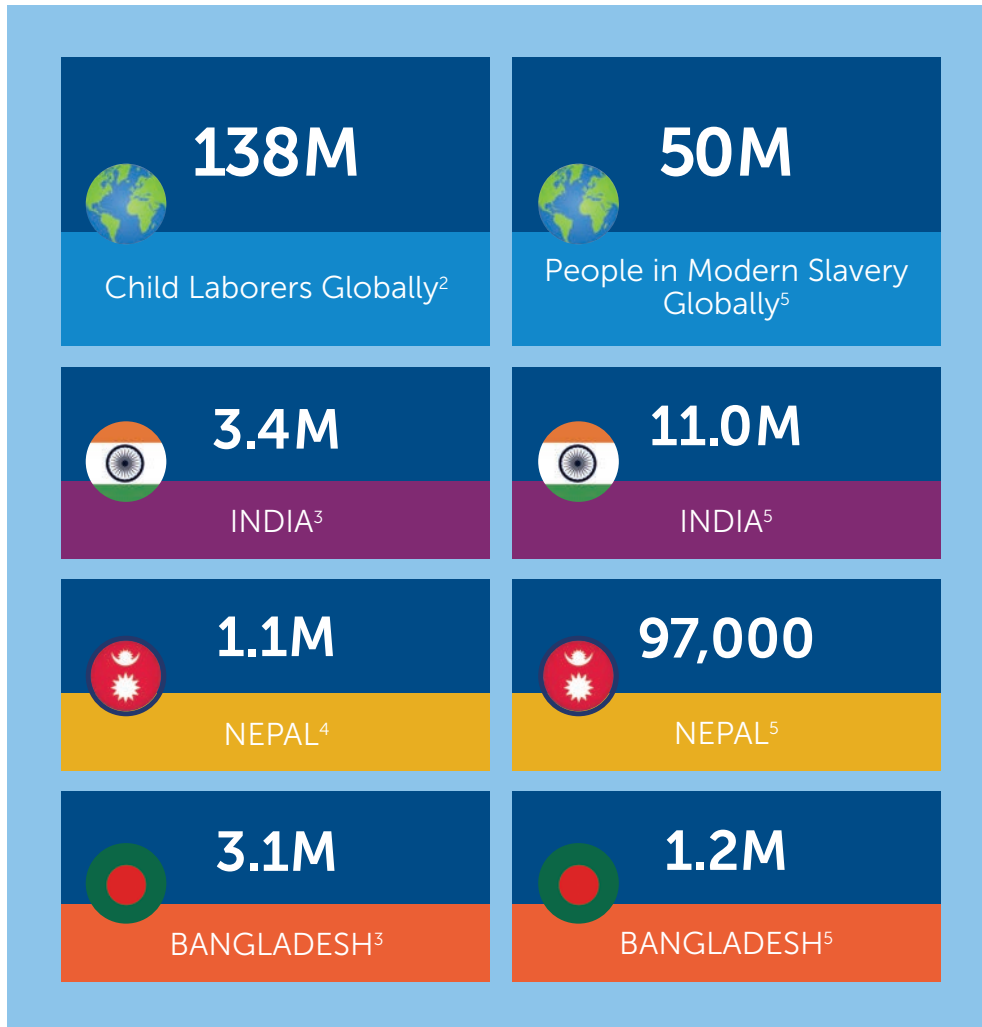 138M
Child Laborers Globally²
50M
People in Modern Slavery
Globally⁵
3.4M
INDIA³
11.0M
INDIA⁵
1.1M
NEPAL⁴
97,000
NEPAL⁵
3.1M
BANGLADESH³
1.2M
BANGLADESH⁵